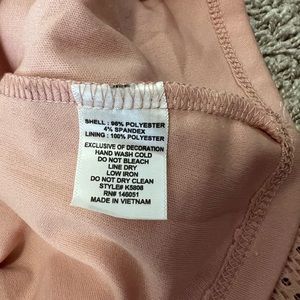 SHELL : 96% POLYESTER
4% SPANDEX
LINING : 100% POLYESTER
EXCLUSIVE OF DECORATION
HAND WASH COLD
DO NOT BLEACH
LINE DRY
LOW IRON
DO NOT DRY CLEAN
STYLE# K5808
RN# 146051
MADE IN VIETNAM